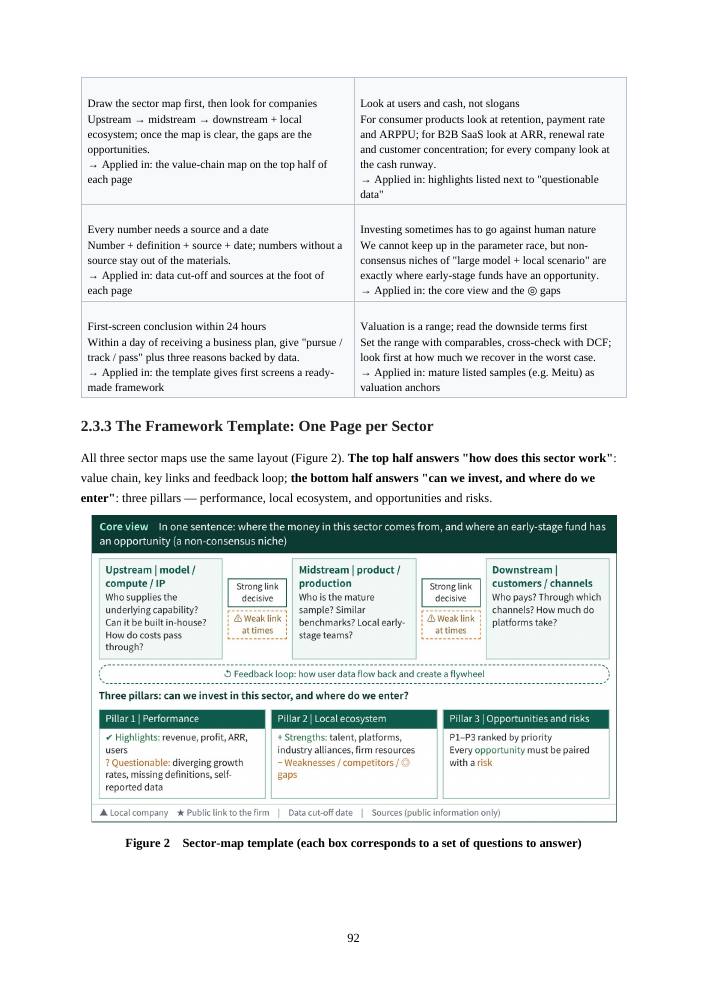 Draw the sector map first, then look for companies
Upstream → midstream → downstream + local
ecosystem; once the map is clear, the gaps are the
opportunities.
→ Applied in: the value-chain map on the top half of
each page
Look at users and cash, not slogans
For consumer products look at retention, payment rate
and ARPPU; for B2B SaaS look at ARR, renewal rate
and customer concentration; for every company look at
the cash runway.
→ Applied in: highlights listed next to "questionable
data"
Every number needs a source and a date
Number + definition + source + date; numbers without a
source stay out of the materials.
→ Applied in: data cut-off and sources at the foot of
each page
Investing sometimes has to go against human nature
We cannot keep up in the parameter race, but non-
consensus niches of "large model + local scenario" are
exactly where early-stage funds have an opportunity.
→ Applied in: the core view and the ◎ gaps
First-screen conclusion within 24 hours
Within a day of receiving a business plan, give "pursue /
track / pass" plus three reasons backed by data.
→ Applied in: the template gives first screens a ready-
made framework
Valuation is a range; read the downside terms first
Set the range with comparables, cross-check with DCF;
look first at how much we recover in the worst case.
→ Applied in: mature listed samples (e.g. Meitu) as
valuation anchors
2.3.3 The Framework Template: One Page per Sector
All three sector maps use the same layout (Figure 2). The top half answers "how does this sector work":
value chain, key links and feedback loop; the bottom half answers "can we invest, and where do we
enter": three pillars — performance, local ecosystem, and opportunities and risks.
Core view In one sentence: where the money in this sector comes from, and where an early-stage fund has
an opportunity (a non-consensus niche)
Upstream | model /
compute / IP
Who supplies the
underlying capability?
Can it be built in-house?
How do costs pass
through?
Strong link
decisive
⚠ Weak link
at times
Midstream | product /
production
Who is the mature
sample? Similar
benchmarks? Local early-
stage teams?
Strong link
decisive
⚠ Weak link
at times
Downstream |
customers / channels
Who pays? Through which
channels? How much do
platforms take?
↺ Feedback loop: how user data flow back and create a flywheel
Three pillars: can we invest in this sector, and where do we enter?
Pillar 1 | Performance
✔ Highlights: revenue, profit, ARR,
users
? Questionable: diverging growth
rates, missing definitions, self-
reported data
Pillar 2 | Local ecosystem
+ Strengths: talent, platforms,
industry alliances, firm resources
− Weaknesses / competitors / ◎
gaps
Pillar 3 | Opportunities and risks
P1–P3 ranked by priority
Every opportunity must be paired
with a risk
▲ Local company ★ Public link to the firm | Data cut-off date | Sources (public information only)
Figure 2 Sector-map template (each box corresponds to a set of questions to answer)
92